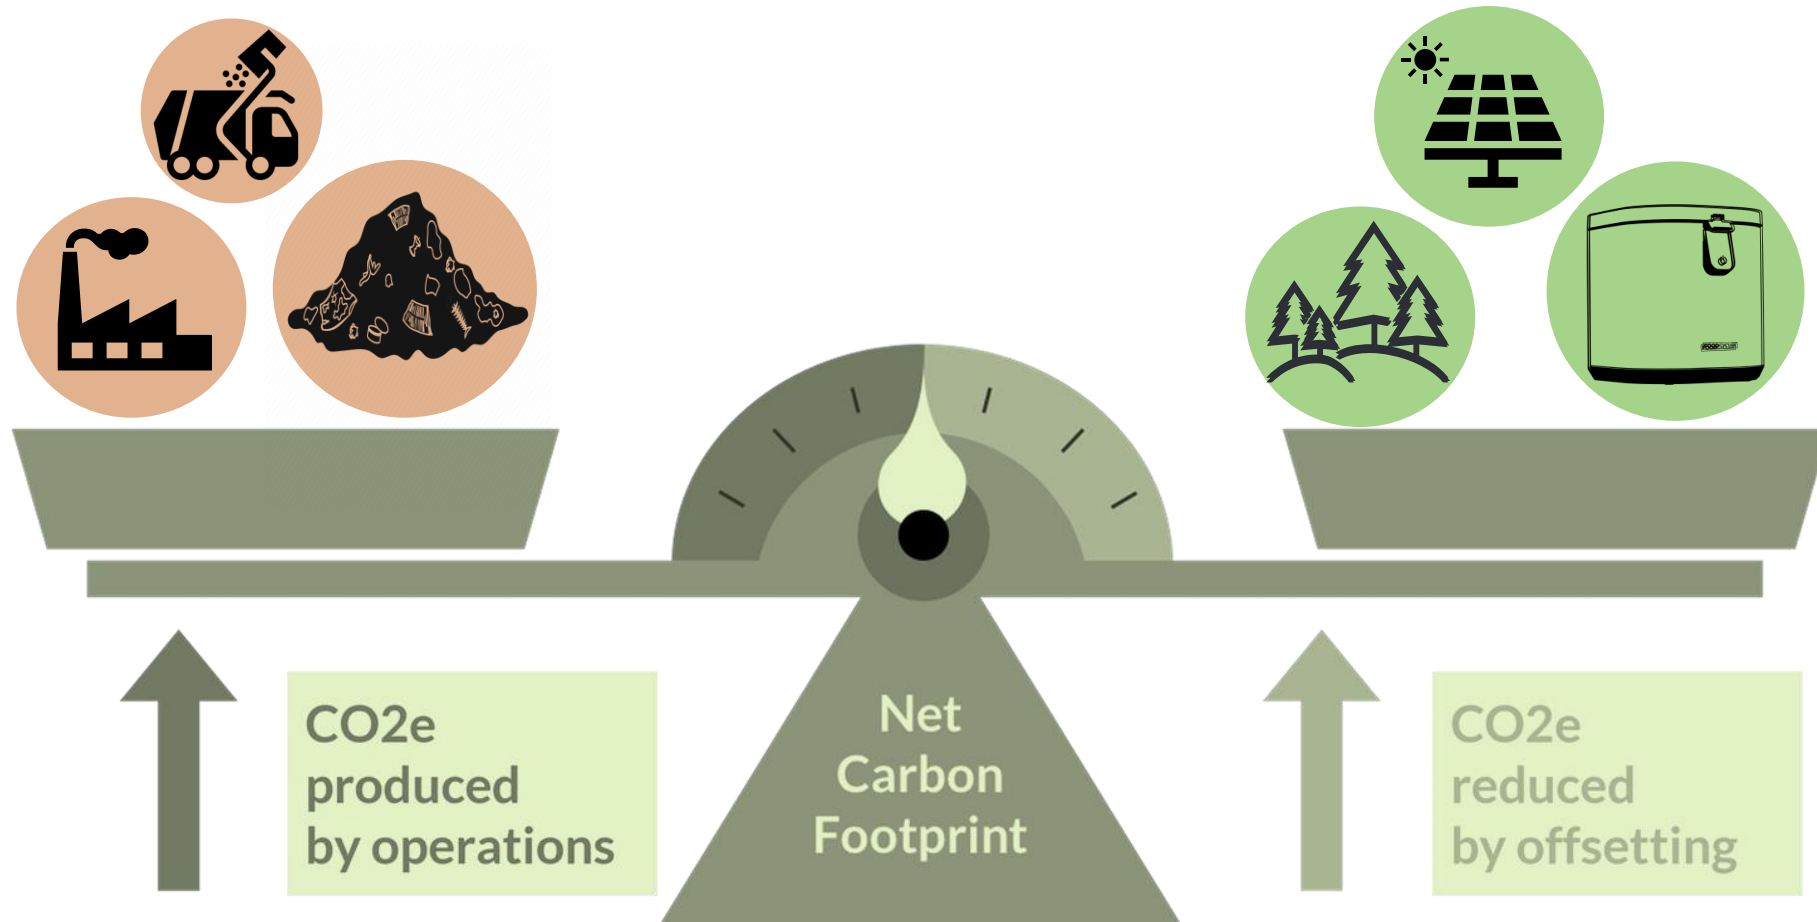 CO2e
produced
by operations
Net
Carbon
Footprint
CO2e
reduced
by offsetting